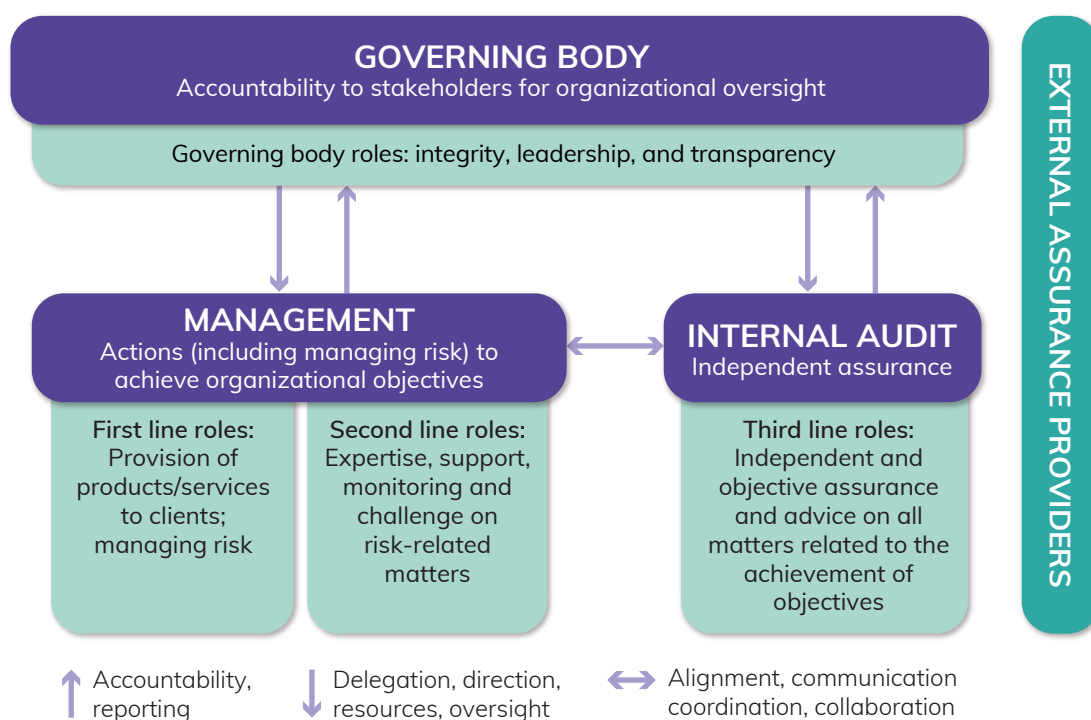 GOVERNING BODY
Accountability to stakeholders for organizational oversight
Governing body roles: integrity, leadership, and transparency
MANAGEMENT
Actions (including managing risk) to
achieve organizational objectives
First line roles:
Provision of
products/services
to clients;
managing risk
Second line roles:
Expertise, support,
monitoring and
challenge on
risk-related
matters
INTERNAL AUDIT
Independent assurance
Third line roles:
Independent and
objective assurance
and advice on all
matters related to the
achievement of
objectives
EXTERNAL ASSURANCE PROVIDERS
Accountability,
reporting
Delegation, direction,
resources, oversight
Alignment, communication
coordination, collaboration